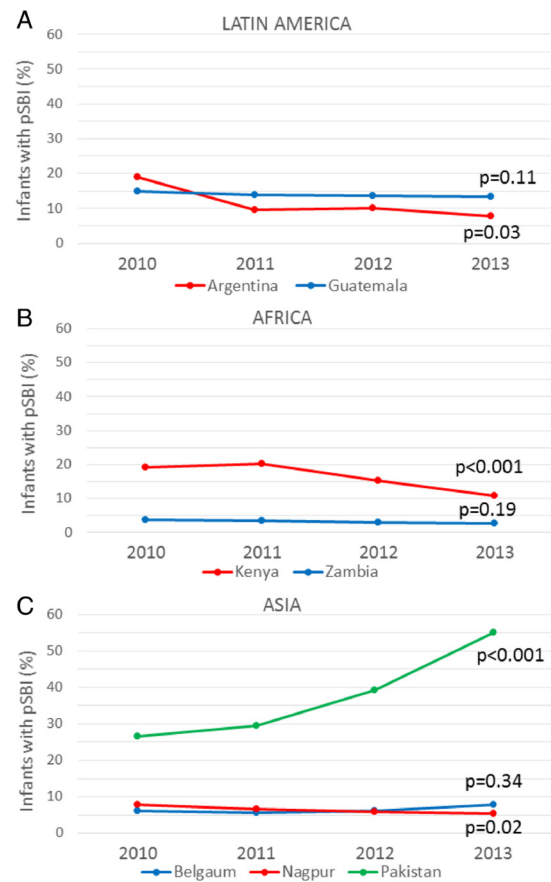 A
LATIN AMERICA
Infants with pSBI (%)
60
50
40
30
20
10
0
p=0.11
p=0.03
2010 2011 2012 2013
Argentina Guatemala
B
AFRICA
Infants with pSBI (%)
60
50
40
30
20
10
0
p<0.001
p=0.19
2010 2011 2012 2013
Kenya Zambia
C
ASIA
Infants with pSBI (%)
60
50
40
30
20
10
0
p<0.001
p=0.34
p=0.02
2010 2011 2012 2013
Belgaum Nagpur Pakistan